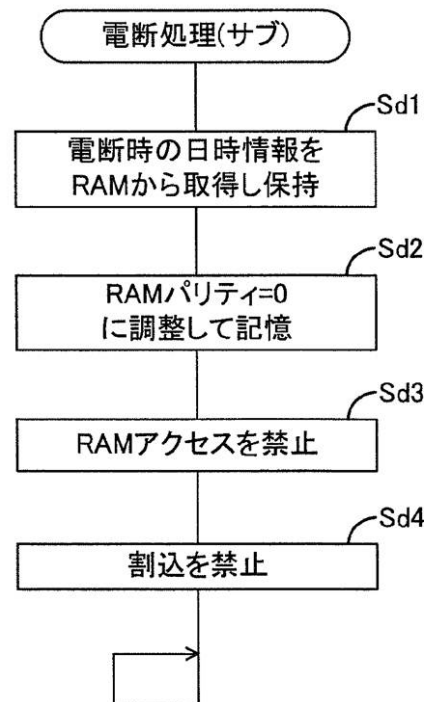 電断処理(サブ)
Sd1
電断時の日時情報を
RAMから取得し保持
Sd2
RAMパリティ=0
に調整して記憶
Sd3
RAMアクセスを禁止
Sd4
割込を禁止